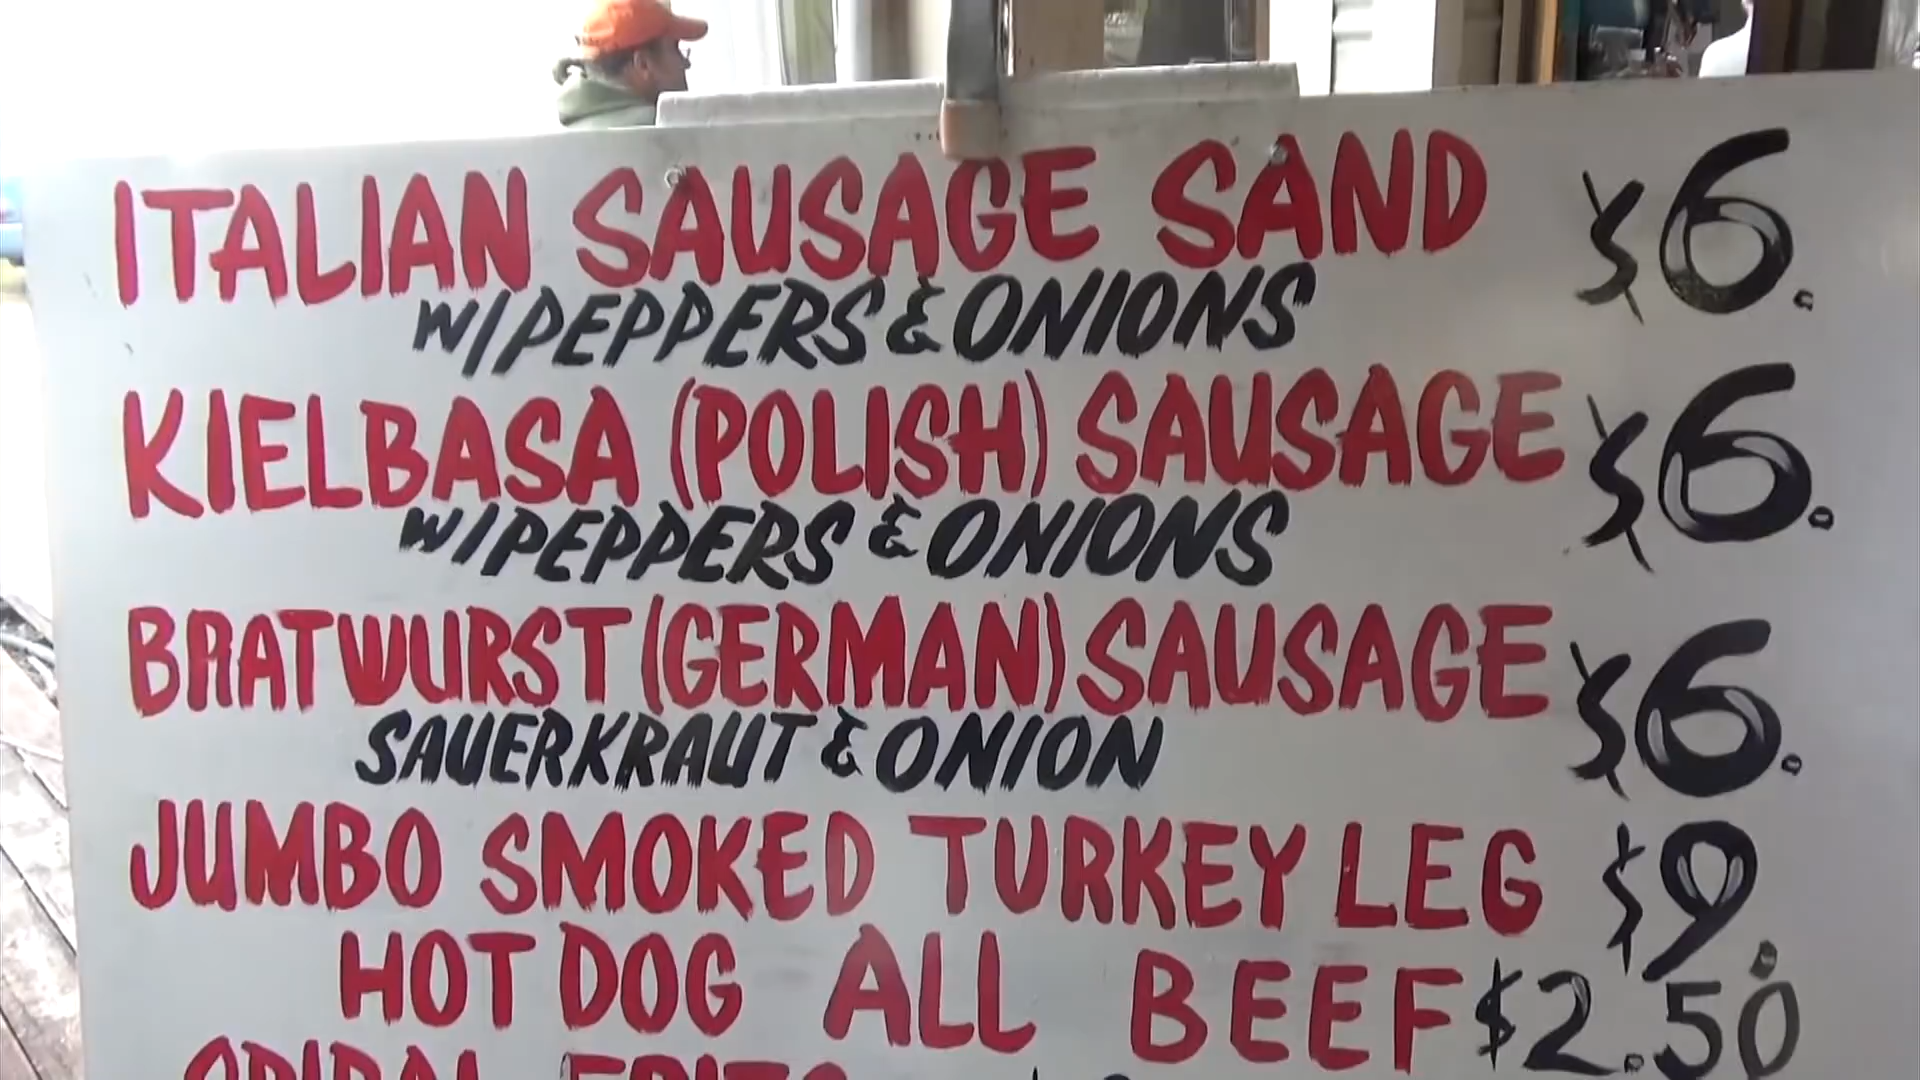 ITALIAN SAUSAGE SAND $6.
W/PEPPERS & ONIONS
KIELBASA (POLISH) SAUSAGE $6.
W/PEPPERS & ONIONS
BRATWURST (GERMAN) SAUSAGE $6.
SAUERKRAUT & ONION
JUMBO SMOKED TURKEY LEG $9.
HOT DOG ALL BEEF $2.50